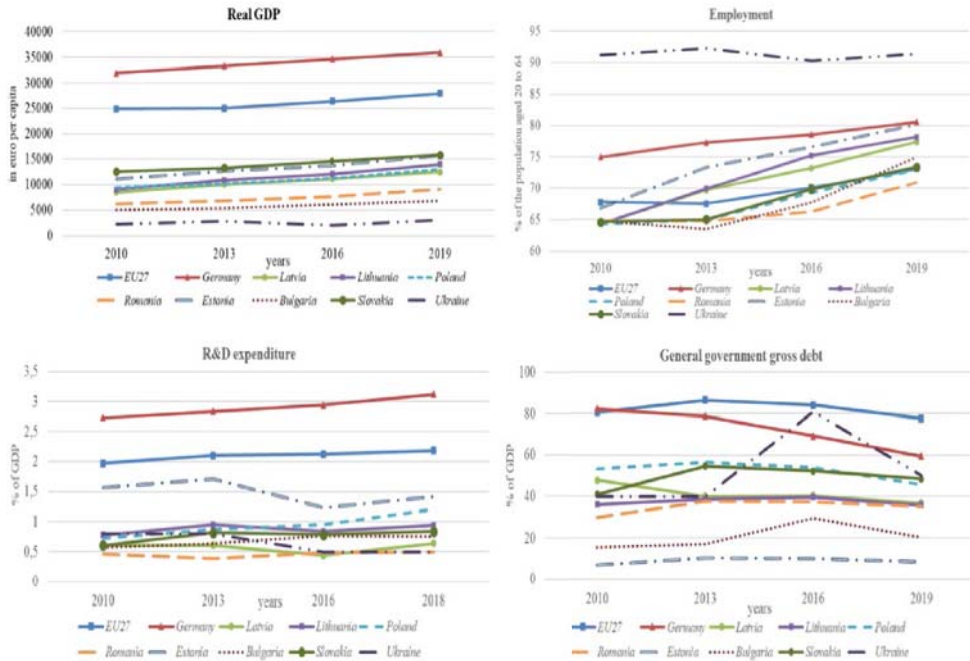 Real GDP
in euro per capita
40000
35000
30000
25000
20000
15000
10000
5000
0
2010 2013 2016 2019
years
EU27 Germany Latvia Lithuania Poland
Romania Estonia Bulgaria Slovakia Ukraine
Employment
% of the population aged 20 to 64
95
90
85
80
75
70
65
60
2010 2013 2016 2019
years
EU27 Germany Latvia Lithuania
Poland Romania Estonia Bulgaria
Slovakia Ukraine
R&D expenditure
% of GDP
3,5
3
2,5
2
1,5
1
0,5
0
2010 2013 2016 2018
years
EU27 Germany Latvia Lithuania Poland
Romania Estonia Bulgaria Slovakia Ukraine
General government gross debt
% of GDP
100
80
60
40
20
0
2010 2013 2016 2019
years
EU27 Germany Latvia Lithuania Poland
Romania Estonia Bulgaria Slovakia Ukraine